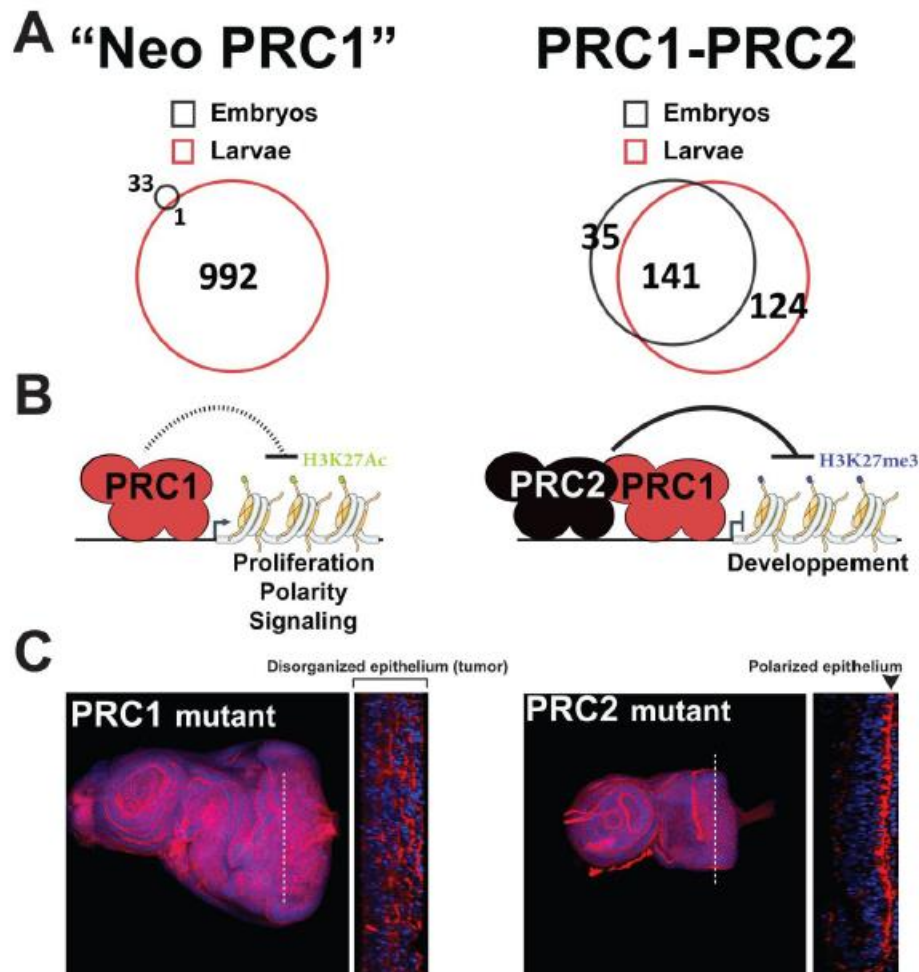 A
"Neo PRC1"
Embryos
Larvae
33
1
992
PRC1-PRC2
Embryos
Larvae
35
141
124
B
PRC1
H3K27Ac
Proliferation
Polarity
Signaling
PRC2
PRC1
H3K27me3
Developpement
C
Disorganized epithelium (tumor)
PRC1 mutant
Polarized epithelium
PRC2 mutant